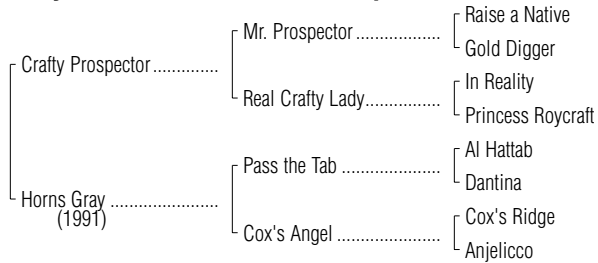 Raise a Native
Mr. Prospector ..................
Gold Digger
Crafty Prospector ..............
In Reality
Real Crafty Lady..................
Princess Roycraft
Al Hattab
Pass the Tab ..................
Dantina
Horns Gray .......................
(1991)
Cox's Ridge
Cox's Angel ....................
Anjelicco